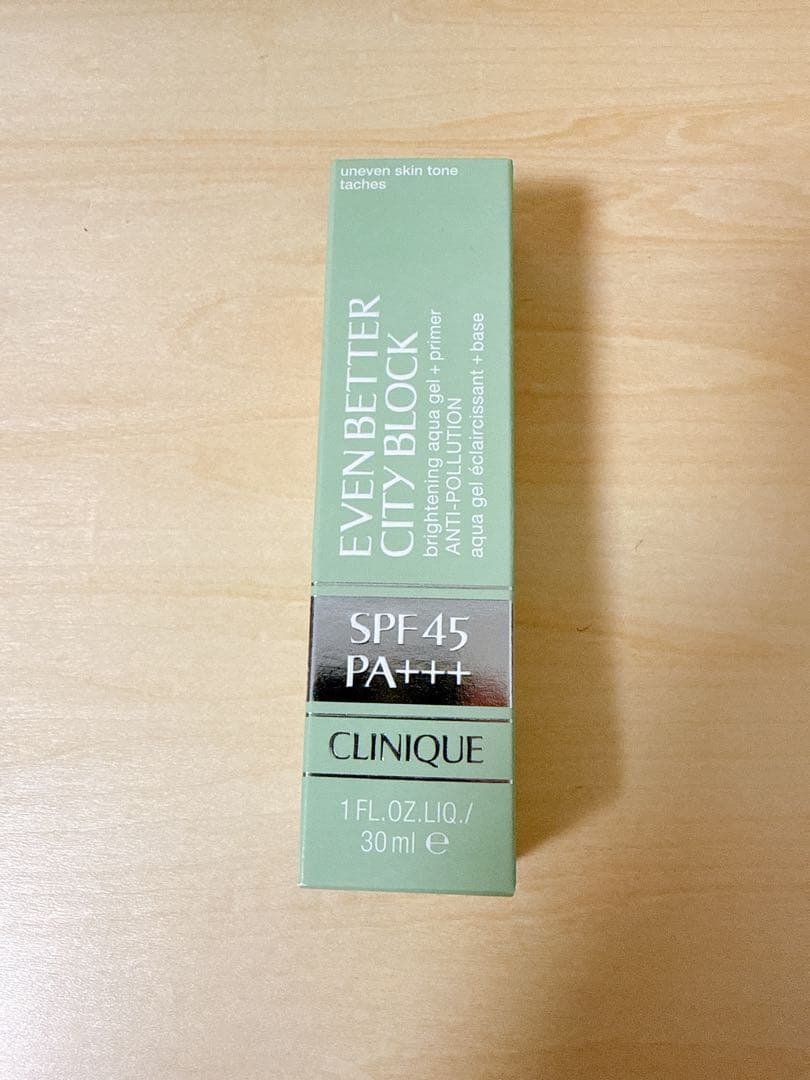 uneven skin tone
taches
EVEN BETTER
CITY BLOCK
brightening aqua gel + primer
ANTI-POLLUTION
aqua gel éclaircissant + base
SPF 45
PA+++
CLINIQUE
1 FL.OZ.LIQ./
30 ml ℮